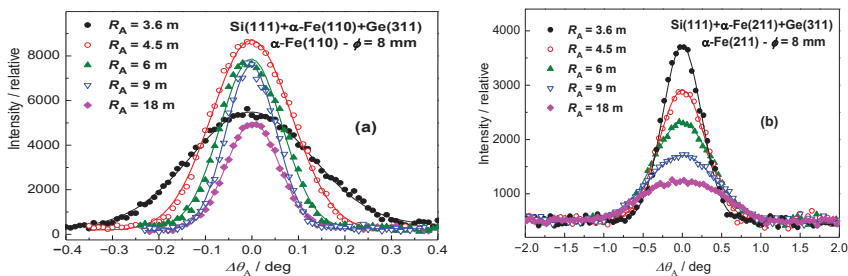 Si(111)+α-Fe(110)+Ge(311)
α-Fe(110) - ϕ = 8 mm
R_A = 3.6 m
R_A = 4.5 m
R_A = 6 m
R_A = 9 m
R_A = 18 m
(a)
Intensity / relative
8000
6000
4000
2000
0
-0.4 -0.3 -0.2 -0.1 0.0 0.1 0.2 0.3 0.4
Δθ_A / deg
Si(111)+α-Fe(211)+Ge(311)
α-Fe(211) - ϕ = 8 mm
R_A = 3.6 m
R_A = 4.5 m
R_A = 6 m
R_A = 9 m
R_A = 18 m
(b)
Intensity / relative
4000
3000
2000
1000
-2.0 -1.5 -1.0 -0.5 0.0 0.5 1.0 1.5 2.0
Δθ_A / deg